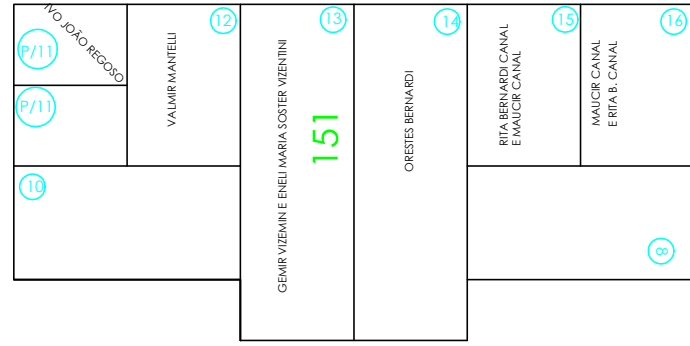 P/11
IVO JOÃO REGOSO
P/11
12
VALMIR MANTELLI
13
GEMIR VIZEMIN E ENELI MARIA SOSTER VIZENTINI
151
14
ORESTES BERNARDI
15
RITA BERNARDI CANAL
E MAUCIR CANAL
16
MAUCIR CANAL
E RITA B. CANAL
10
8